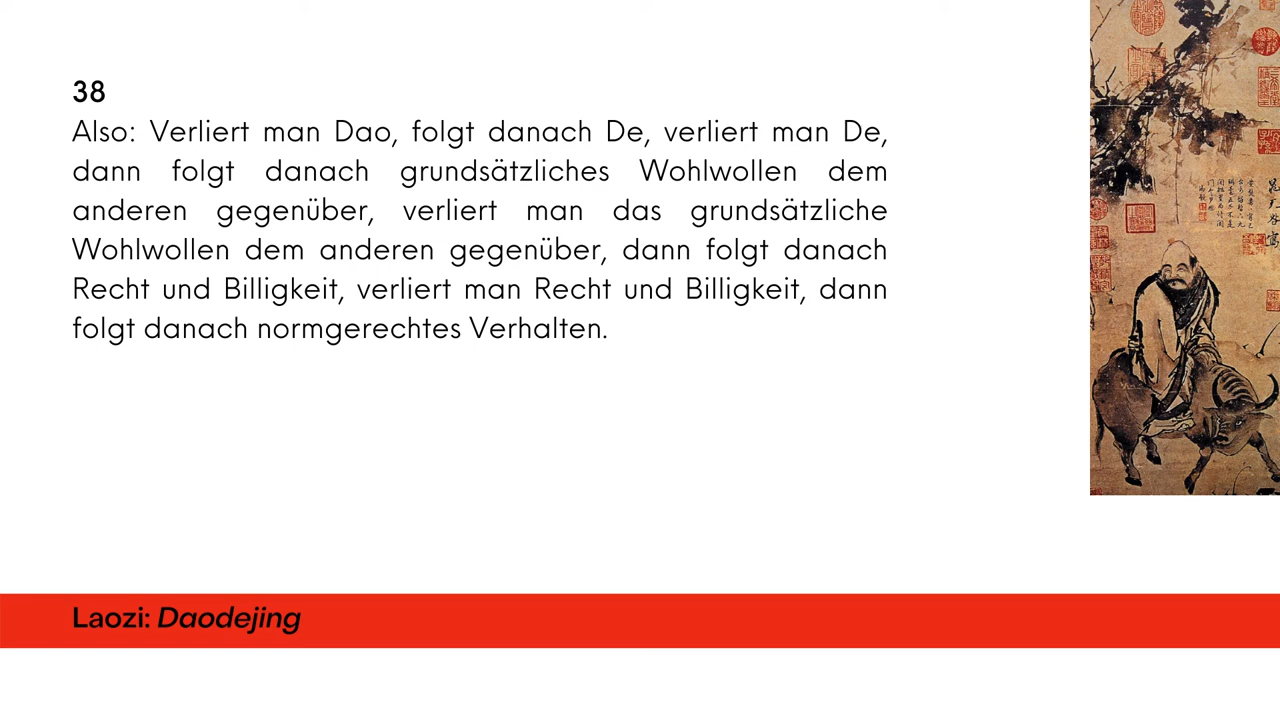 38
Also: Verliert man Dao, folgt danach De, verliert man De,
dann folgt danach grundsätzliches Wohlwollen dem
anderen gegenüber, verliert man das grundsätzliche
Wohlwollen dem anderen gegenüber, dann folgt danach
Recht und Billigkeit, verliert man Recht und Billigkeit, dann
folgt danach normgerechtes Verhalten.
Laozi: Daodejing